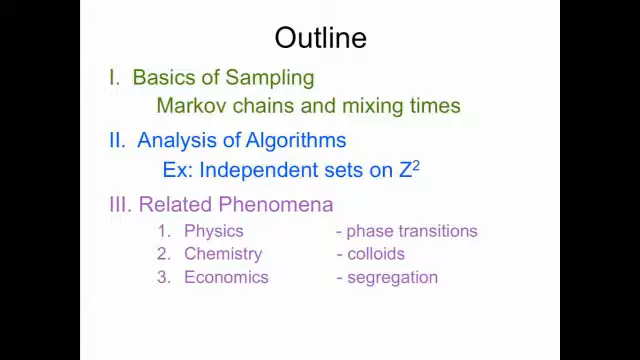 Outline
I. Basics of Sampling
Markov chains and mixing times
II. Analysis of Algorithms
Ex: Independent sets on Z²
III. Related Phenomena
1. Physics - phase transitions
2. Chemistry - colloids
3. Economics - segregation